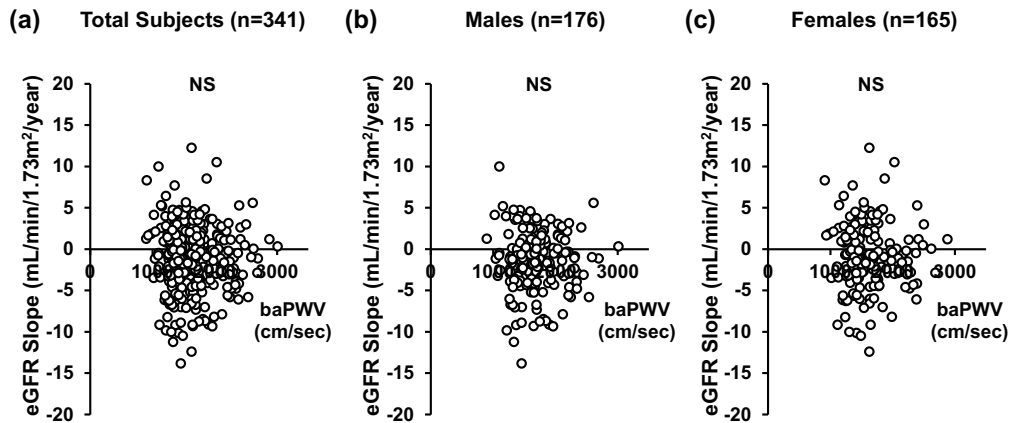 (a) Total Subjects (n=341)
NS
eGFR Slope (mL/min/1.73m²/year)
20
15
10
5
0
-5
-10
-15
-20
0 1000 2000 3000
baPWV
(cm/sec)
(b) Males (n=176)
NS
eGFR Slope (mL/min/1.73m²/year)
20
15
10
5
0
-5
-10
-15
-20
0 1000 2000 3000
baPWV
(cm/sec)
(c) Females (n=165)
NS
eGFR Slope (mL/min/1.73m²/year)
20
15
10
5
0
-5
-10
-15
-20
0 1000 2000 3000
baPWV
(cm/sec)